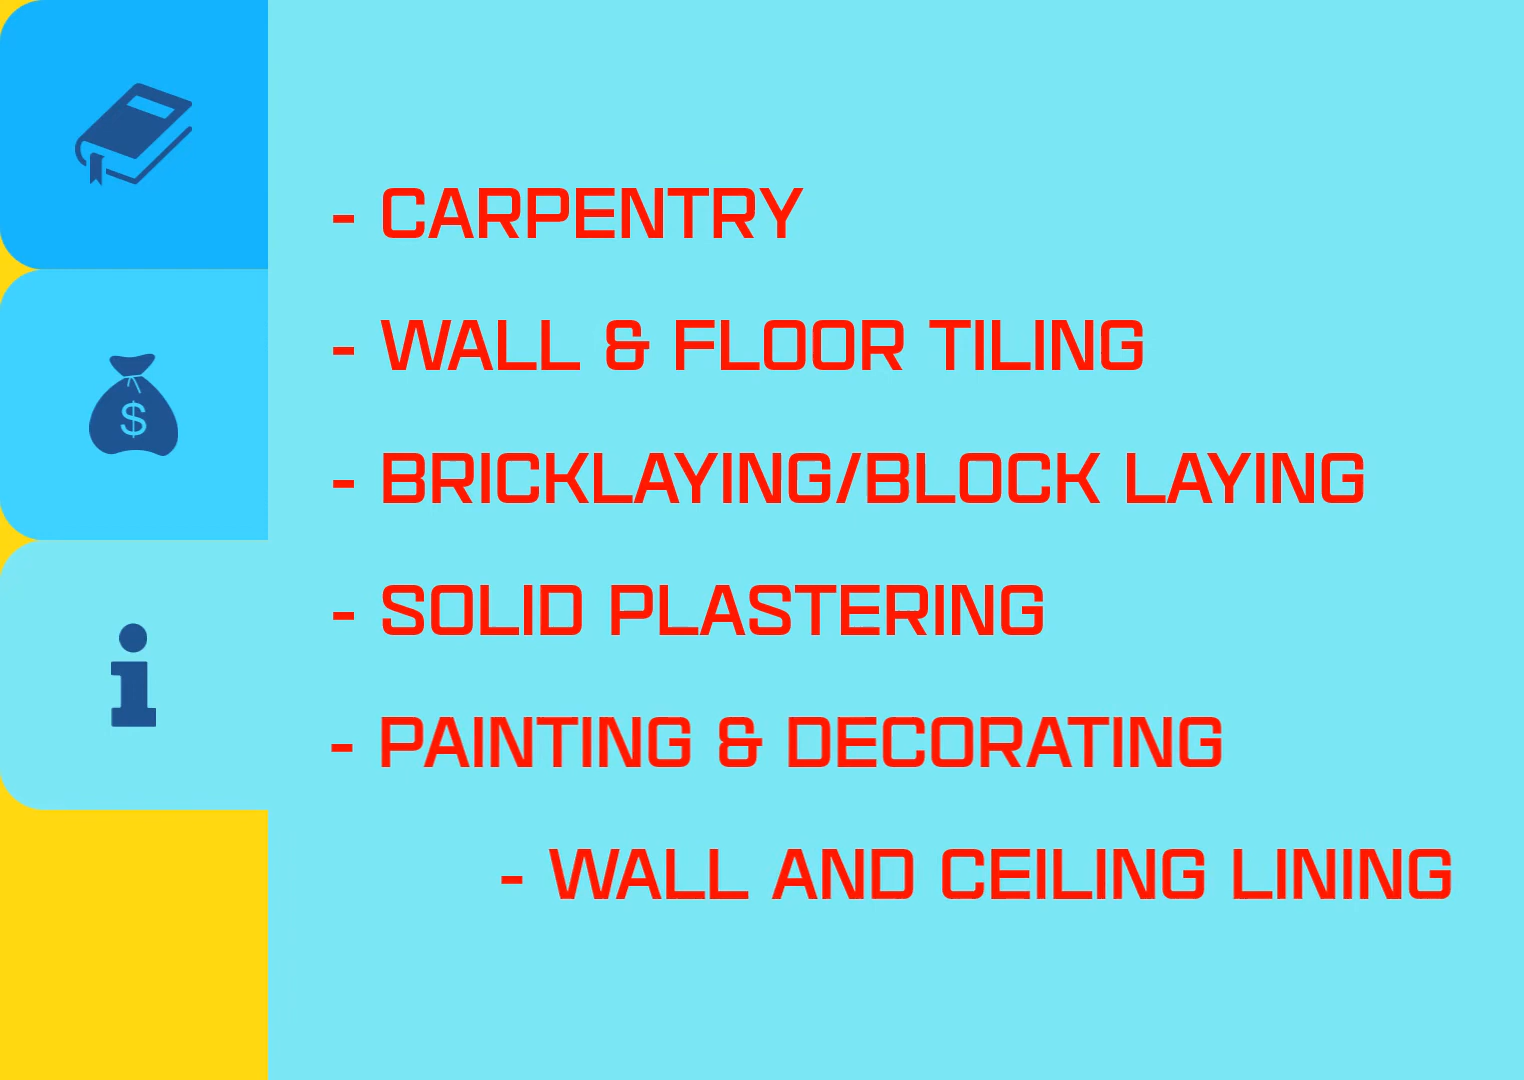 $
- CARPENTRY
- WALL & FLOOR TILING
- BRICKLAYING/BLOCK LAYING
- SOLID PLASTERING
- PAINTING & DECORATING
- WALL AND CEILING LINING